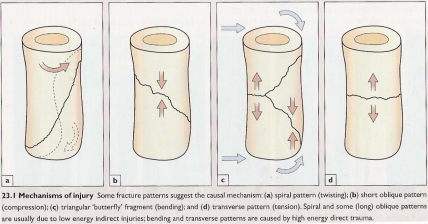 a
b
c
d
23.1 Mechanisms of injury Some fracture patterns suggest the causal mechanism: (a) spiral pattern (twisting); (b) short oblique pattern
(compression); (c) triangular 'butterfly' fragment (bending); and (d) transverse pattern (tension). Spiral and some (long) oblique patterns
are usually due to low energy indirect injuries; bending and transverse patterns are caused by high energy direct trauma.